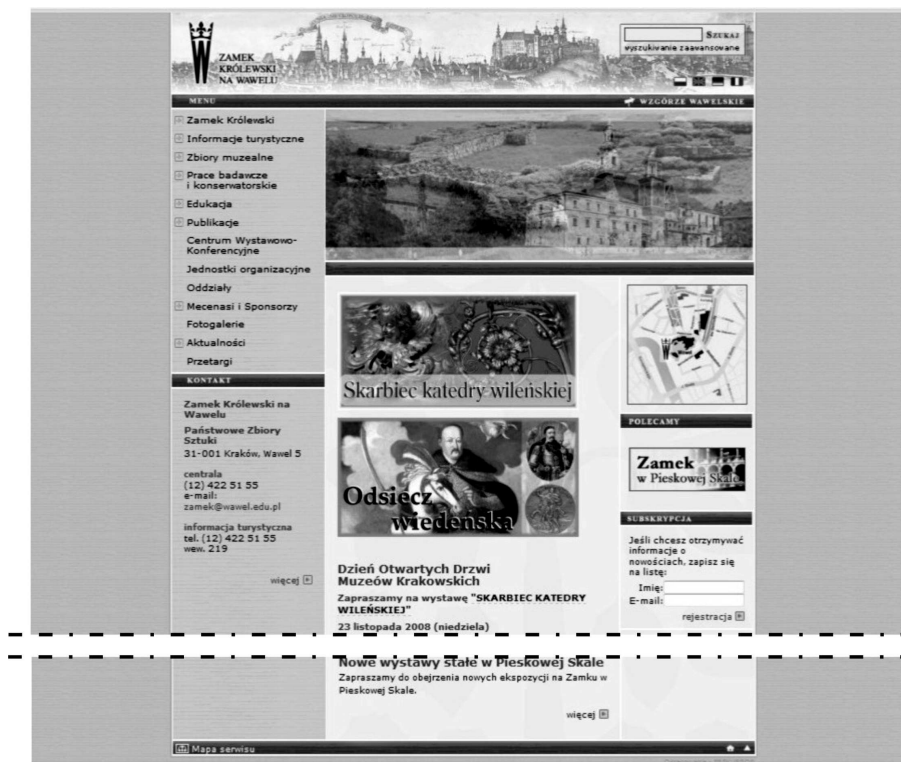 ZAMEK
KRÓLEWSKI
NA WAWELU
SZUKAJ
wyszukiwanie zaawansowane
MENU
WZGÓRZE WAWELSKIE
Zamek Królewski
Informacje turystyczne
Zbiory muzealne
Prace badawcze
i konserwatorskie
Edukacja
Publikacje
Centrum Wystawowo-
Konferencyjne
Jednostki organizacyjne
Oddziały
Mecenasi i Sponsorzy
Fotogalerie
Aktualności
Przetargi
KONTAKT
Zamek Królewski na
Wawelu
Państwowe Zbiory
Sztuki
31-001 Kraków, Wawel 5
centrala
(12) 422 51 55
e-mail:
zamek@wawel.edu.pl
informacja turystyczna
tel. (12) 422 51 55
wew. 219
więcej
Skarbiec katedry wileńskiej
Odsiecz
wiedeńska
Dzień Otwartych Drzwi
Muzeów Krakowskich
Zapraszamy na wystawę "SKARBIEC KATEDRY
WILEŃSKIEJ"
23 listopada 2008 (niedziela)
Nowe wystawy stałe w Pieskowej Skale
Zapraszamy do obejrzenia nowych ekspozycji na Zamku w
Pieskowej Skale.
więcej
POLECAMY
Zamek
w Pieskowej Skale
SUBSKRYPCJA
Jeśli chcesz otrzymywać
informacje o
nowościach, zapisz się
na listę:
Imię:
E-mail:
rejestracja
Mapa serwisu